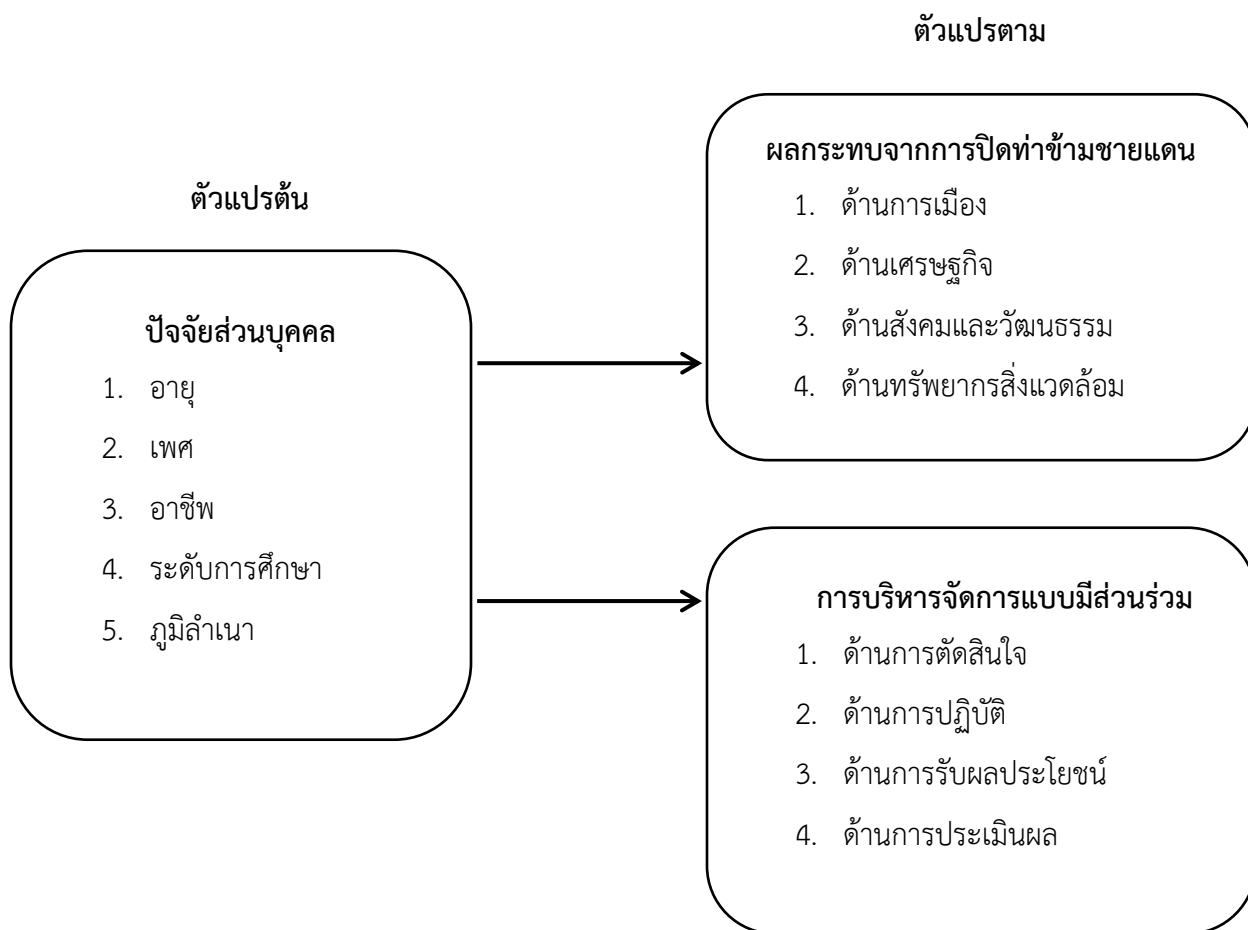 ตัวแปรต้น
ปัจจัยส่วนบุคคล
1. อายุ
2. เพศ
3. อาชีพ
4. ระดับการศึกษา
5. ภูมิลำเนา
ตัวแปรตาม
ผลกระทบจากการปิดท่าข้ามชายแดน
1. ด้านการเมือง
2. ด้านเศรษฐกิจ
3. ด้านสังคมและวัฒนธรรม
4. ด้านทรัพยากรสิ่งแวดล้อม
การบริหารจัดการแบบมีส่วนร่วม
1. ด้านการตัดสินใจ
2. ด้านการปฏิบัติ
3. ด้านการรับผลประโยชน์
4. ด้านการประเมินผล